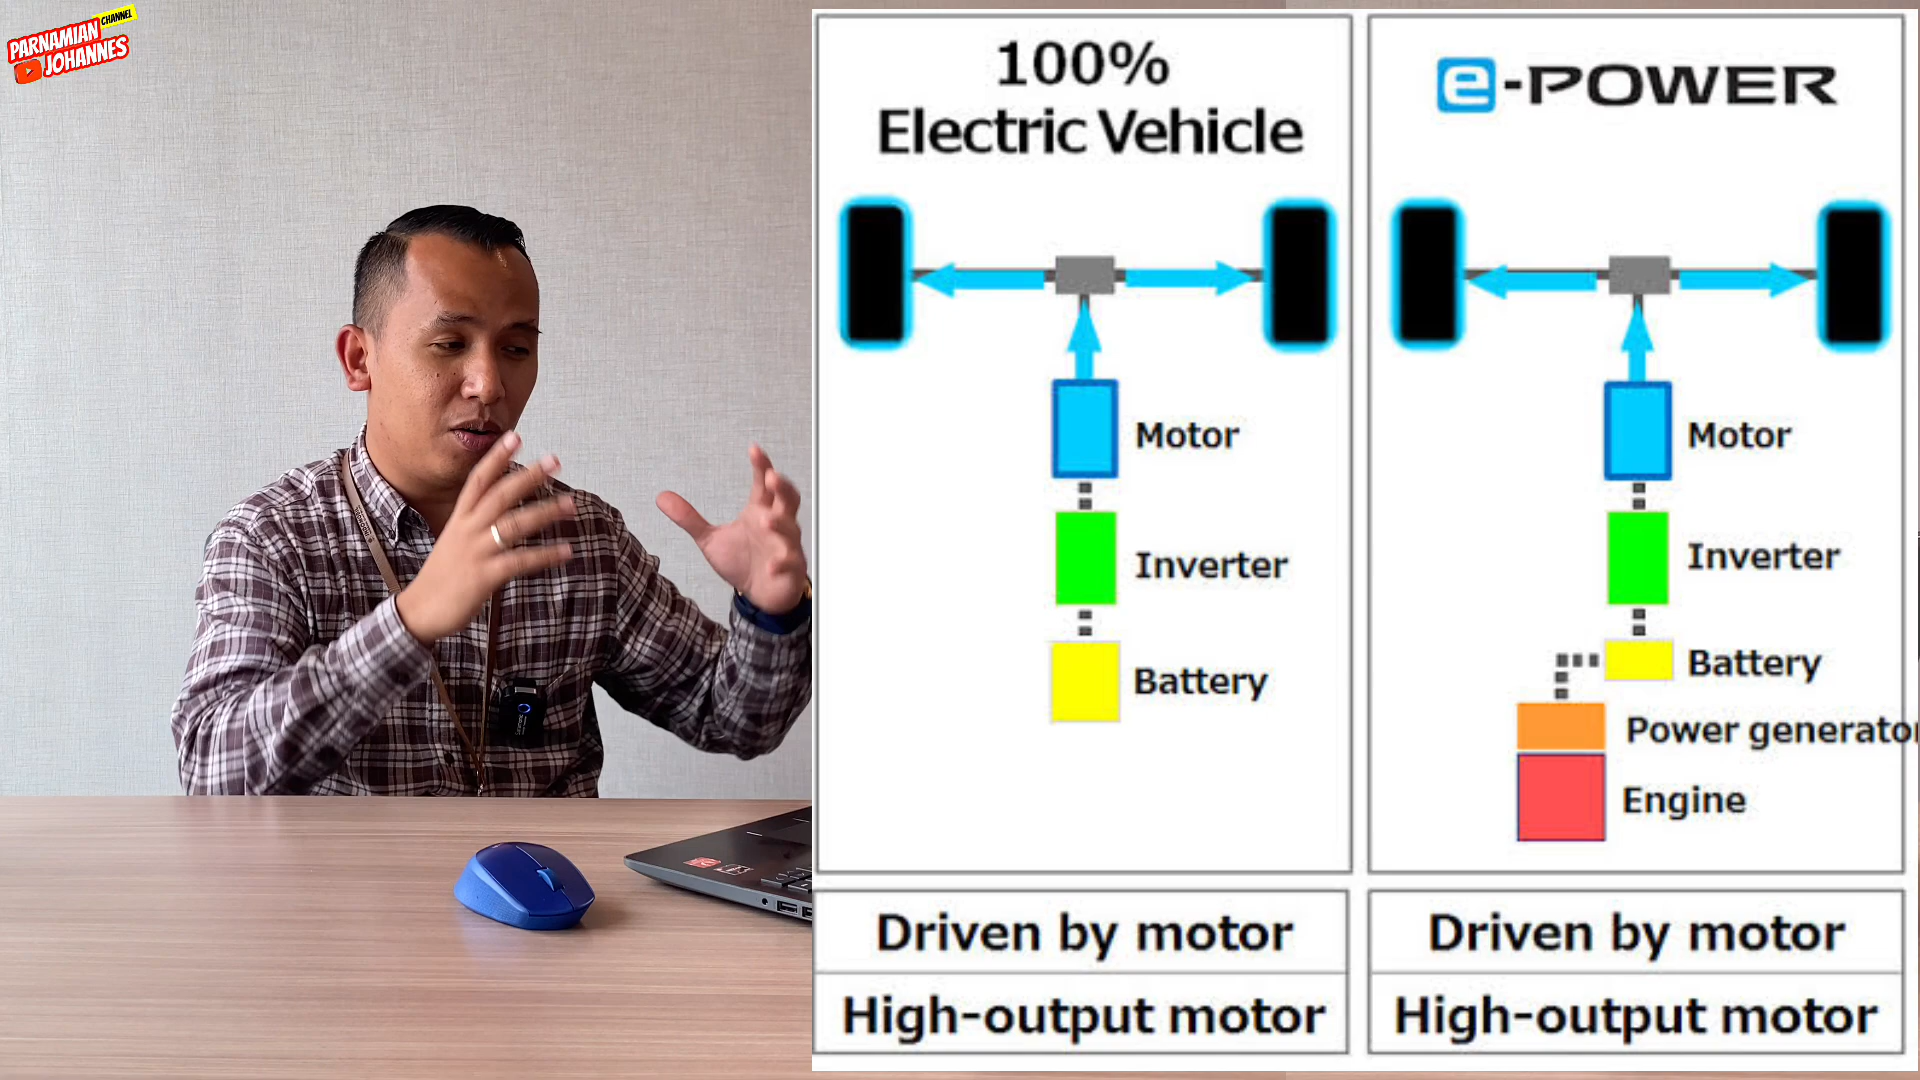 PARNAMIAN
CHANNEL
JOHANNES
100%
Electric Vehicle
Motor
Inverter
Battery
Driven by motor
High-output motor
e-POWER
Motor
Inverter
Battery
Power generator
Engine
Driven by motor
High-output motor